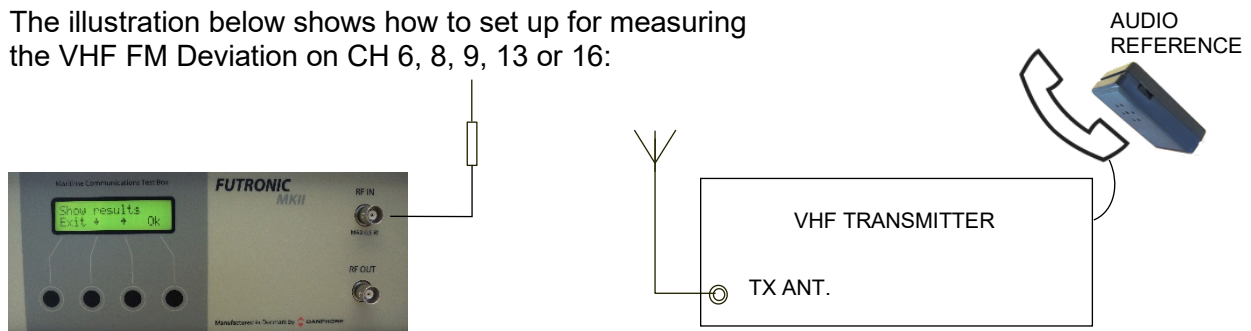 The illustration below shows how to set up for measuring
the VHF FM Deviation on CH 6, 8, 9, 13 or 16:
AUDIO
REFERENCE
Maritime Communications Test Box
FUTRONIC
MKII
RF IN
Show results
Exit ↓ ↑ Ok
RF OUT
Manufactured in Denmark by DANPHONE
VHF TRANSMITTER
TX ANT.